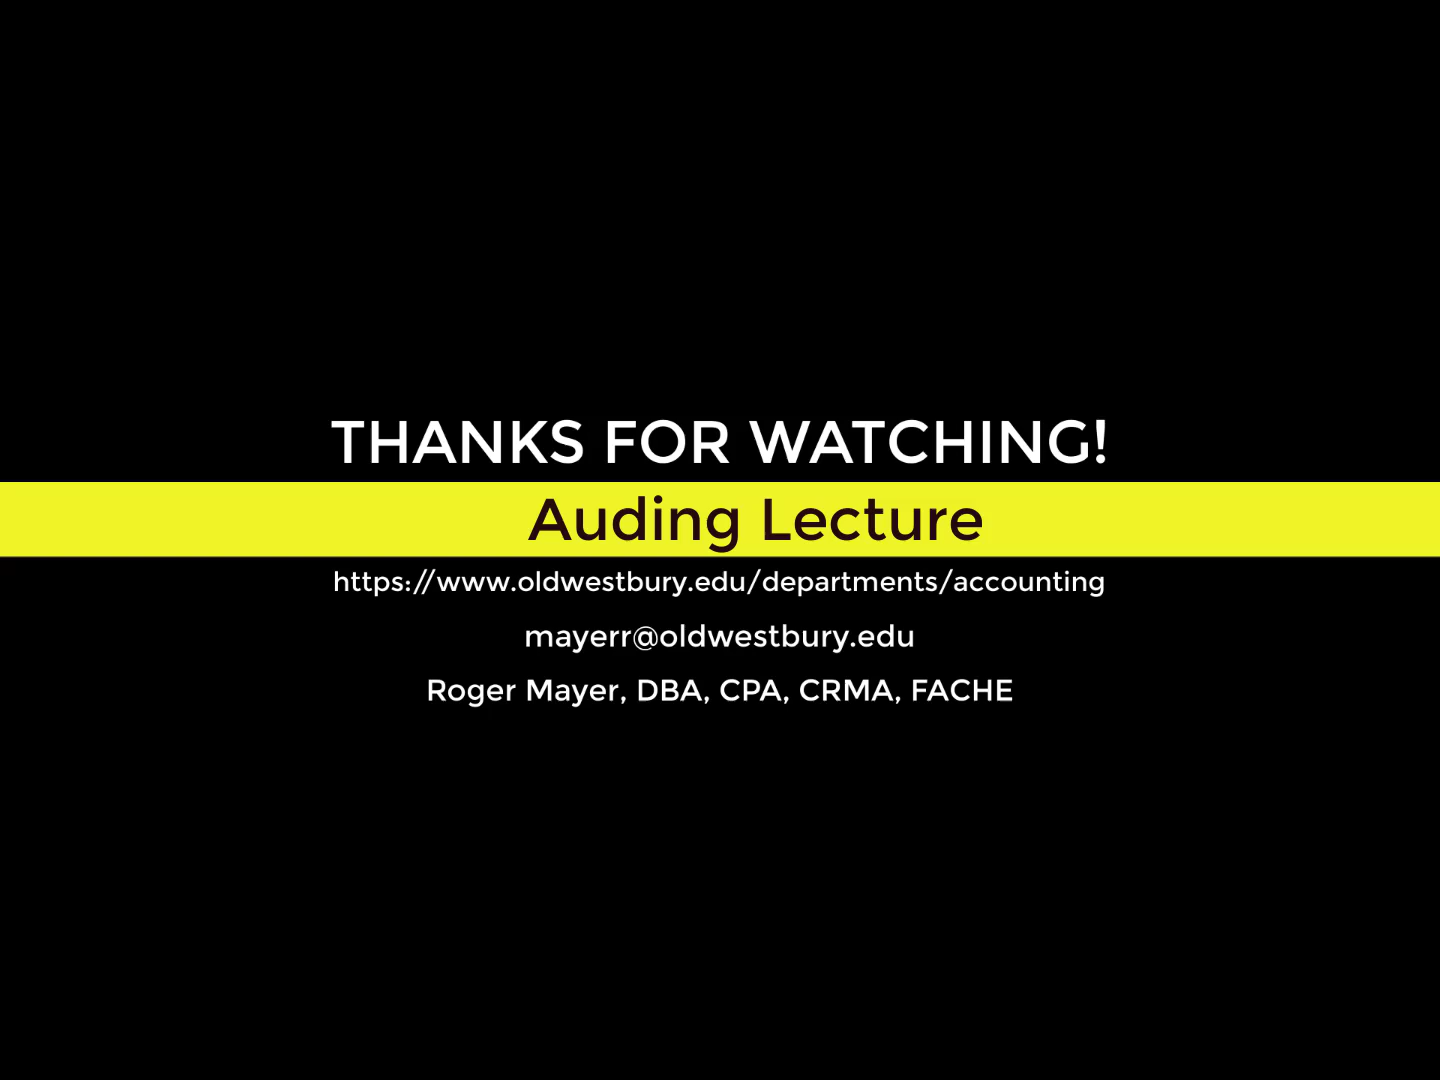 THANKS FOR WATCHING!
Auding Lecture
https://www.oldwestbury.edu/departments/accounting
mayerr@oldwestbury.edu
Roger Mayer, DBA, CPA, CRMA, FACHE